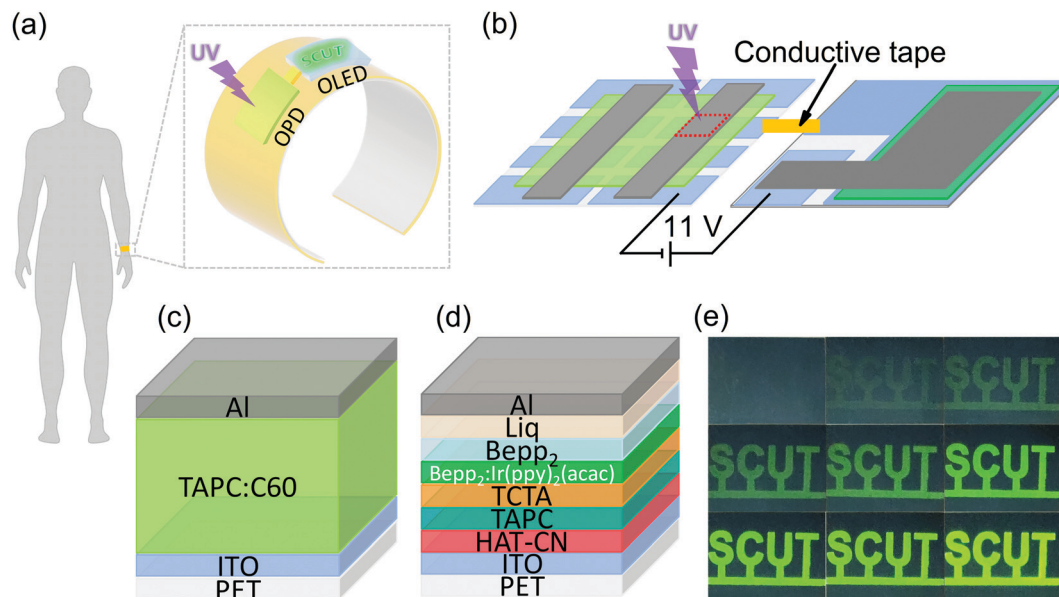 (a)
UV
SCUT
OLED
OPD
(b)
UV
Conductive tape
11 V
(c)
Al
TAPC:C60
ITO
PET
(d)
Al
Liq
Bepp₂
Bepp₂:Ir(ppy)₂(acac)
TCTA
TAPC
HAT-CN
ITO
PET
(e)
SCUT
SCUT
SCUT
SCUT
SCUT
SCUT
SCUT
SCUT